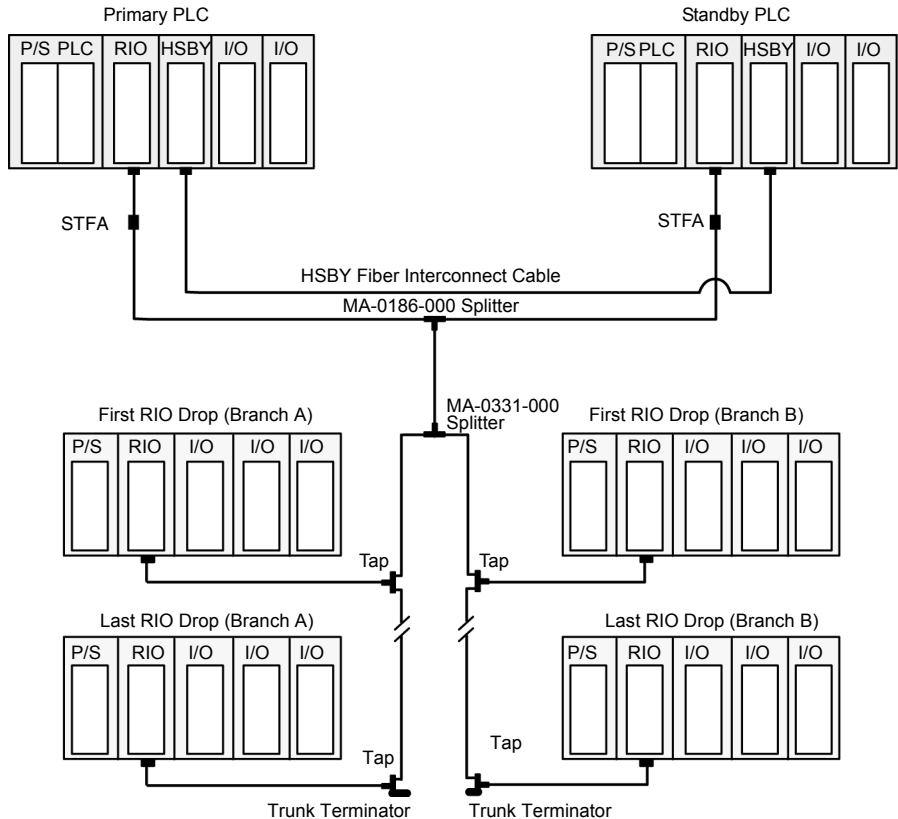 Primary PLC
Standby PLC
P/S PLC RIO HSBY I/O I/O
P/S PLC RIO HSBY I/O I/O
STFA
STFA
HSBY Fiber Interconnect Cable
MA-0186-000 Splitter
MA-0331-000
Splitter
First RIO Drop (Branch A)
First RIO Drop (Branch B)
P/S RIO I/O I/O I/O
P/S RIO I/O I/O I/O
Tap
Tap
Last RIO Drop (Branch A)
Last RIO Drop (Branch B)
P/S RIO I/O I/O I/O
P/S RIO I/O I/O I/O
Tap
Tap
Trunk Terminator
Trunk Terminator